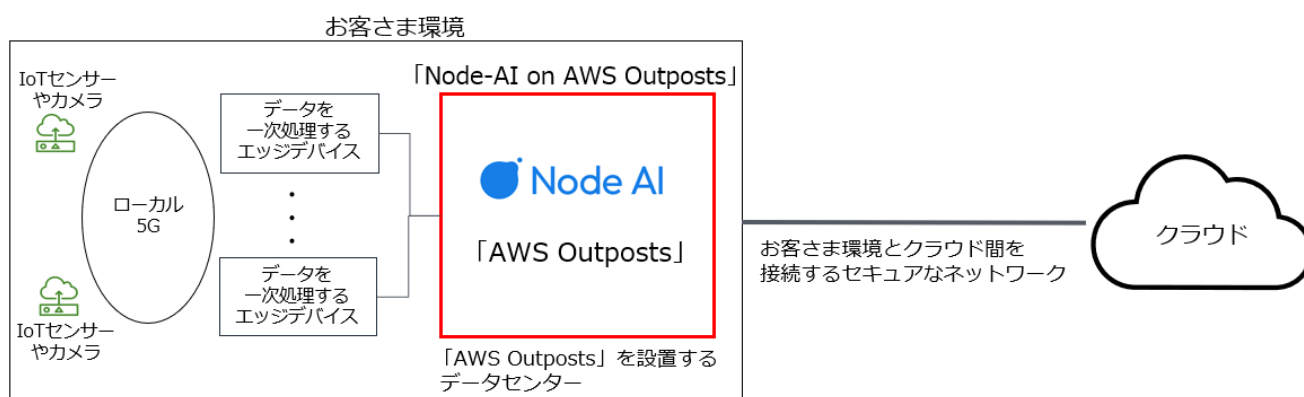 お客さま環境
IoTセンサー
やカメラ
「Node-AI on AWS Outposts」
データを
一次処理する
エッジデバイス
Node AI
ローカル
5G
・
・
・
「AWS Outposts」
クラウド
お客さま環境とクラウド間を
接続するセキュアなネットワーク
データを
一次処理する
エッジデバイス
IoTセンサー
やカメラ
「AWS Outposts」を設置する
データセンター